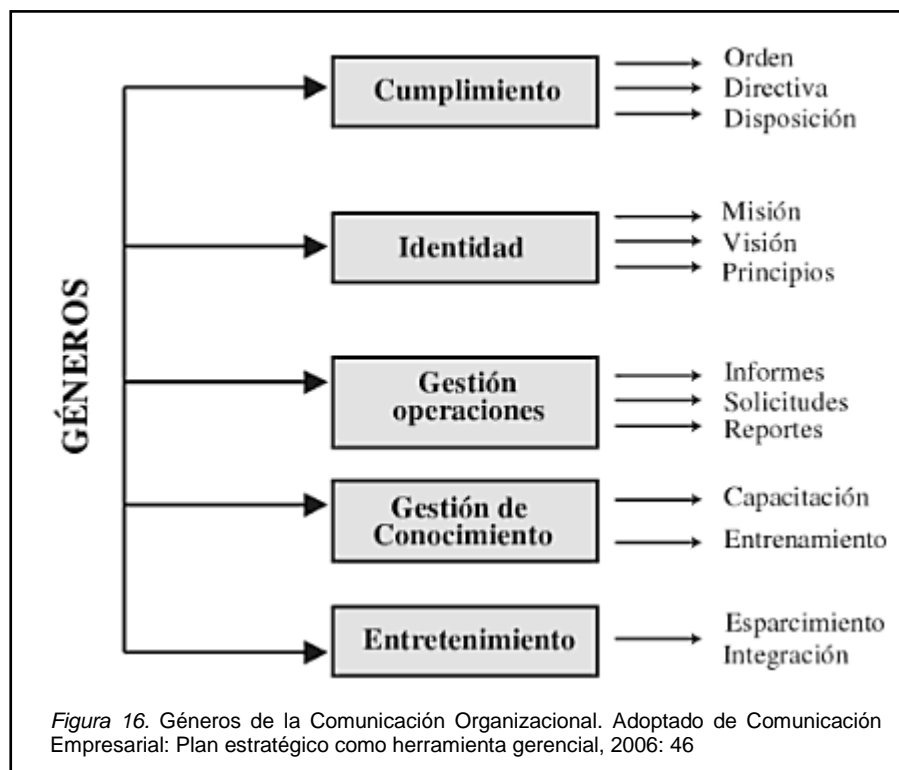 GÉNEROS
Cumplimiento
Orden
Directiva
Disposición
Identidad
Misión
Visión
Principios
Gestión
operaciones
Informes
Solicitudes
Reportes
Gestión de
Conocimiento
Capacitación
Entrenamiento
Entretenimiento
Esparcimiento
Integración
Figura 16. Géneros de la Comunicación Organizacional. Adoptado de Comunicación
Empresarial: Plan estratégico como herramienta gerencial, 2006: 46